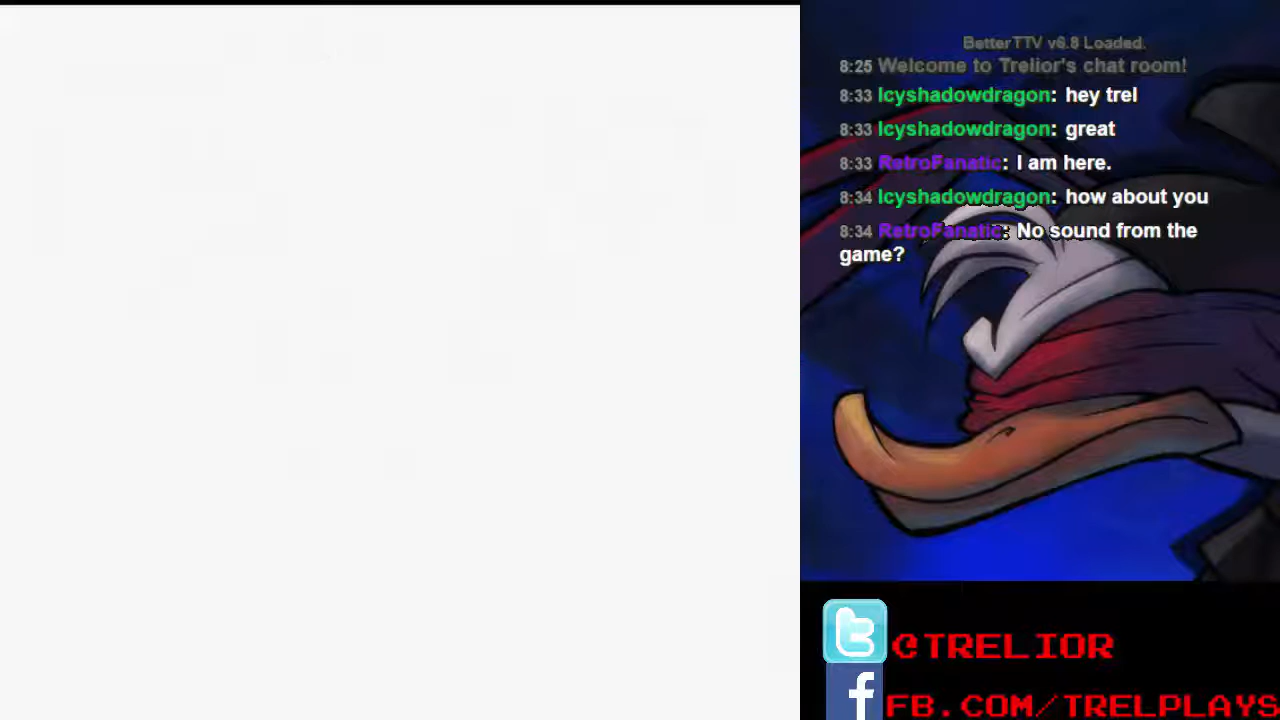 BetterTTV v6.8 Loaded.
8:25 Welcome to Trelior's chat room!
8:33 Icyshadowdragon: hey trel
8:33 Icyshadowdragon: great
8:33 RetroFanatic: I am here.
8:34 Icyshadowdragon: how about you
8:34 RetroFanatic: No sound from the
game?
@TRELIOR
FB.COM/TRELPLAYS